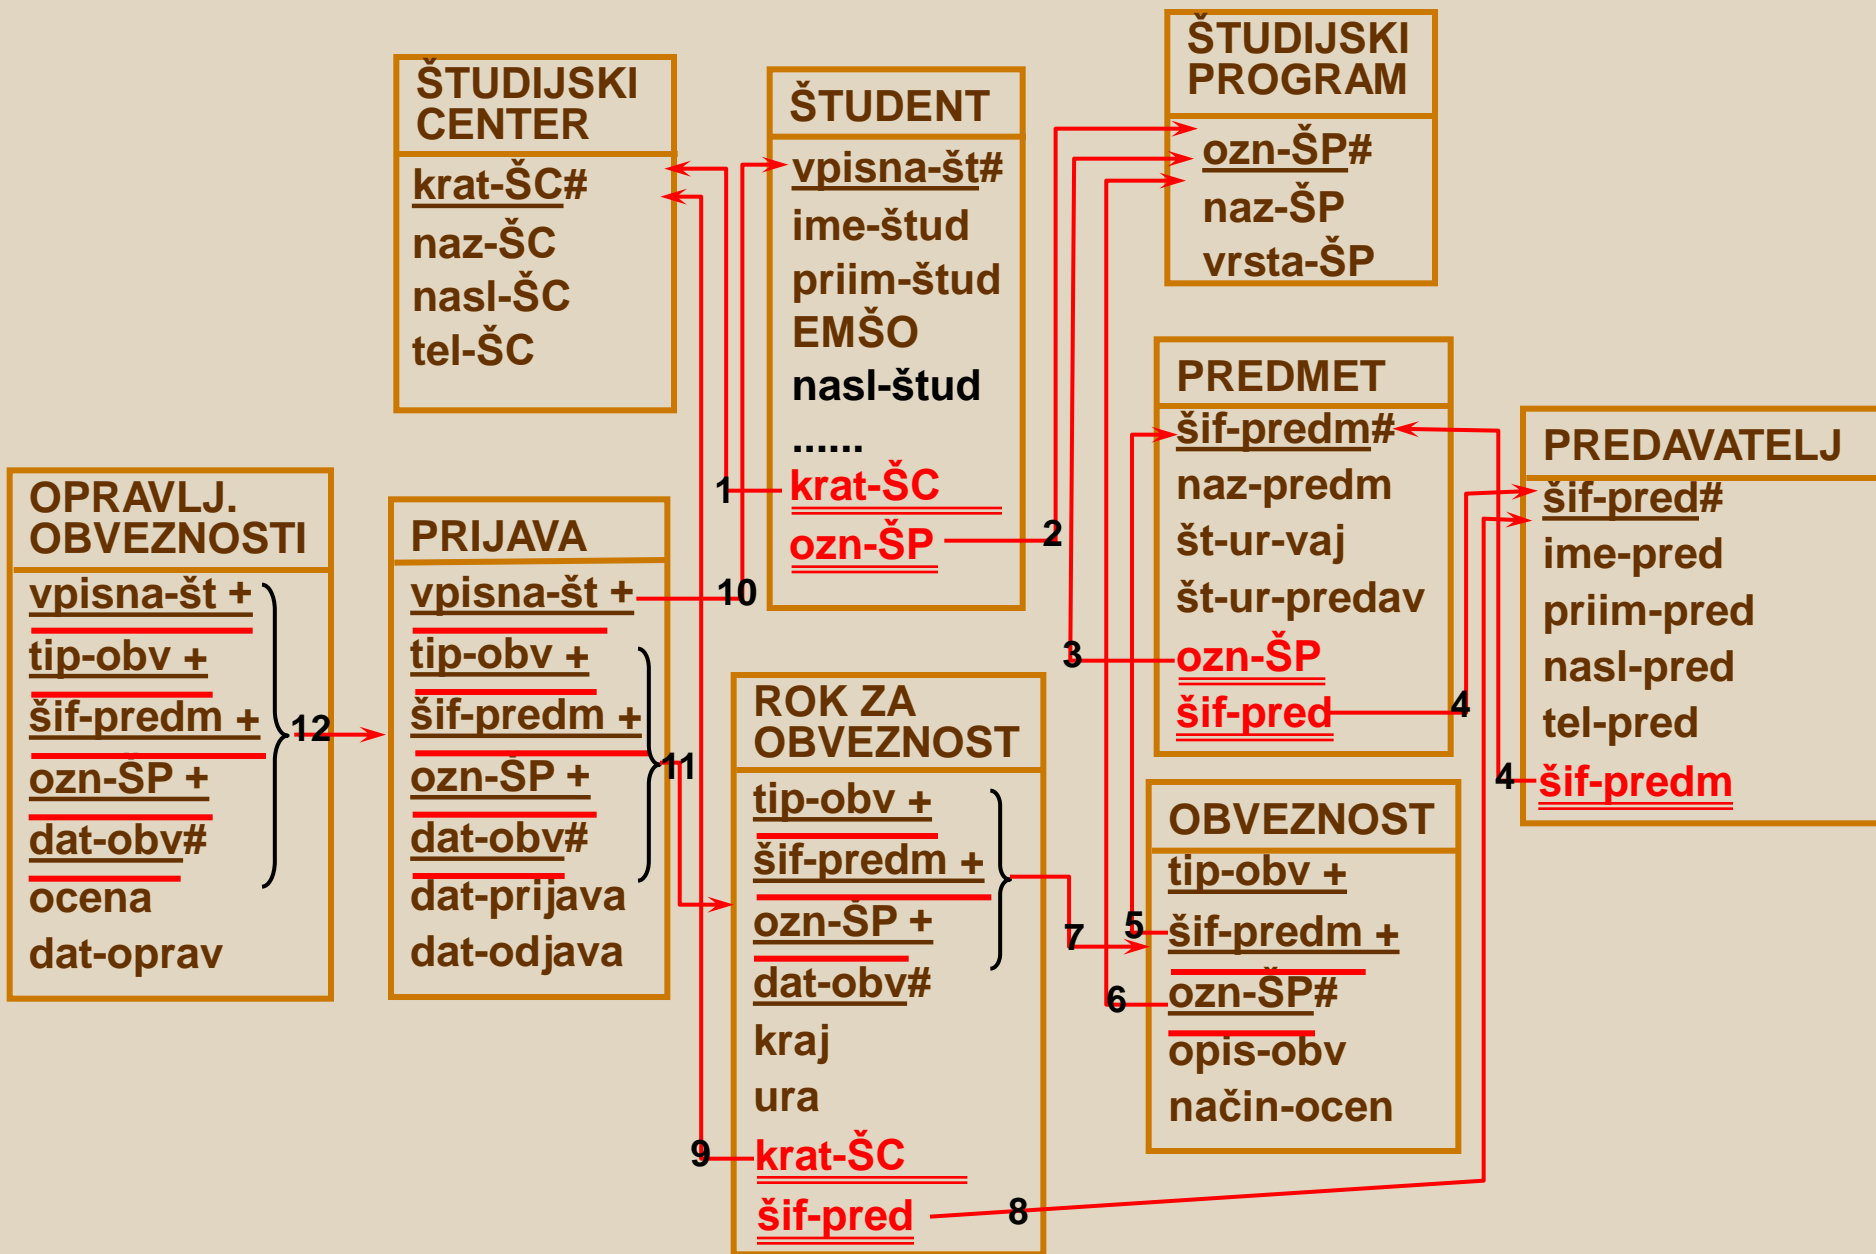 ŠTUDIJSKI
CENTER
krat-ŠC#
naz-ŠC
nasl-ŠC
tel-ŠC
ŠTUDENT
vpisna-št#
ime-štud
priim-štud
EMŠO
nasl-štud
......
krat-ŠC
ozn-ŠP
ŠTUDIJSKI
PROGRAM
ozn-ŠP#
naz-ŠP
vrsta-ŠP
PREDMET
šif-predm#
naz-predm
št-ur-vaj
št-ur-predav
ozn-ŠP
šif-pred
PREDAVATELJ
šif-pred#
ime-pred
priim-pred
nasl-pred
tel-pred
šif-predm
OPRAVLJ.
OBVEZNOSTI
vpisna-št +
tip-obv +
šif-predm +
ozn-ŠP +
dat-obv#
ocena
dat-oprav
PRIJAVA
vpisna-št +
tip-obv +
šif-predm +
ozn-ŠP +
dat-obv#
dat-prijava
dat-odjava
ROK ZA
OBVEZNOST
tip-obv +
šif-predm +
ozn-ŠP +
dat-obv#
kraj
ura
krat-ŠC
šif-pred
OBVEZNOST
tip-obv +
šif-predm +
ozn-ŠP#
opis-obv
način-ocen
1
2
10
3
4
12
11
4
5
7
6
9
8